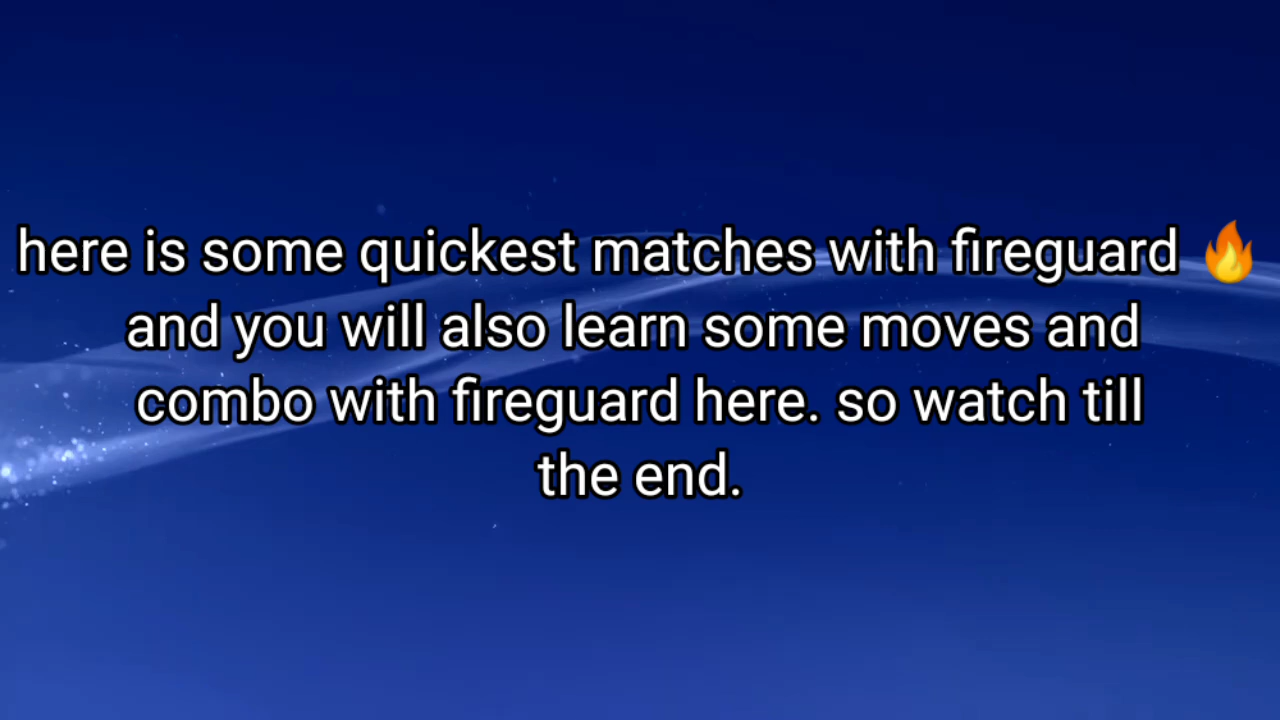 here is some quickest matches with fireguard 🔥
and you will also learn some moves and
combo with fireguard here. so watch till
the end.